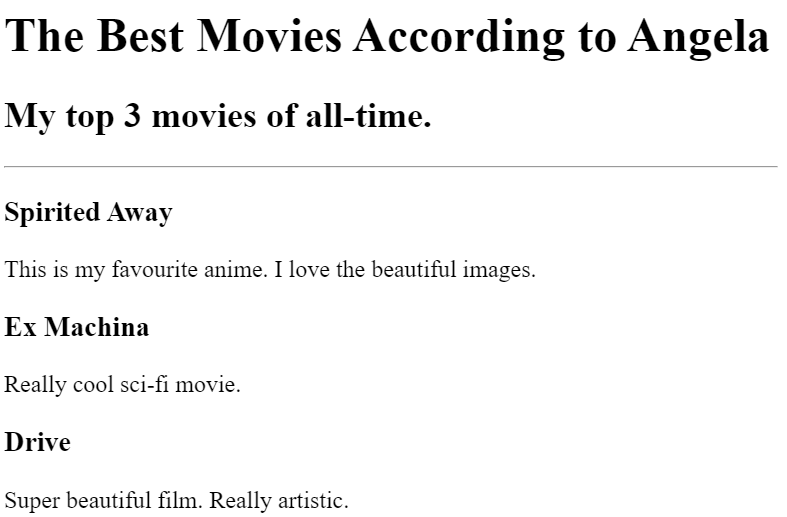 The Best Movies According to Angela
My top 3 movies of all-time.
Spirited Away
This is my favourite anime. I love the beautiful images.
Ex Machina
Really cool sci-fi movie.
Drive
Super beautiful film. Really artistic.